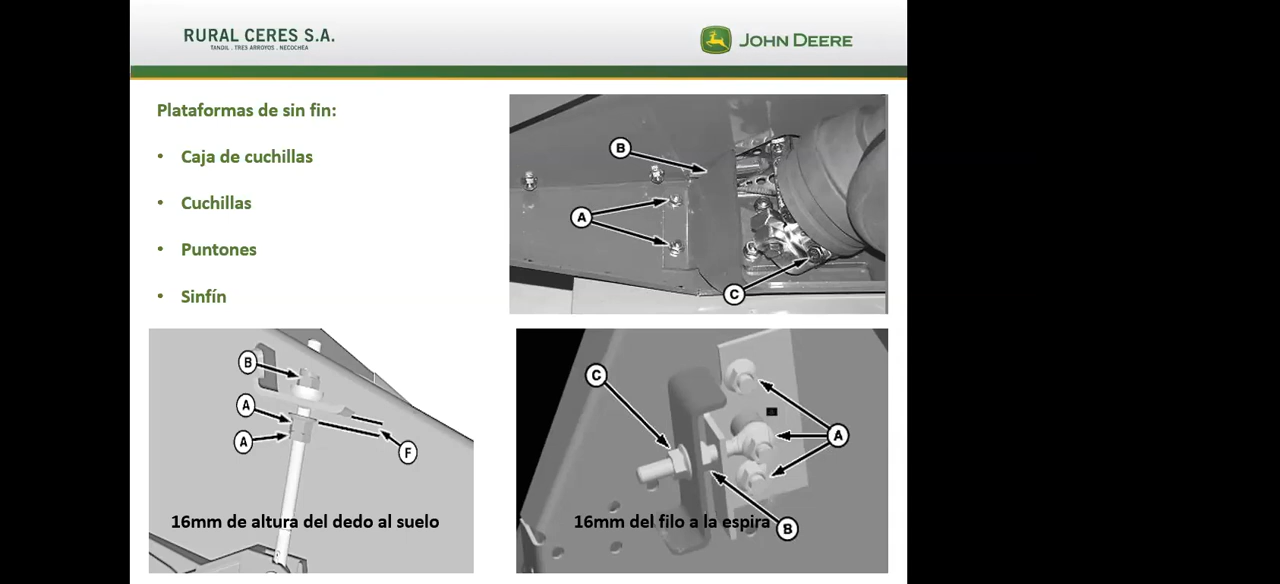 RURAL CERES S.A.
TANDIL . TRES ARROYOS . NECOCHEA
JOHN DEERE
Plataformas de sin fin:
• Caja de cuchillas
• Cuchillas
• Puntones
• Sinfín
B
A
C
B
A
A
F
16mm de altura del dedo al suelo
C
A
B
16mm del filo a la espira